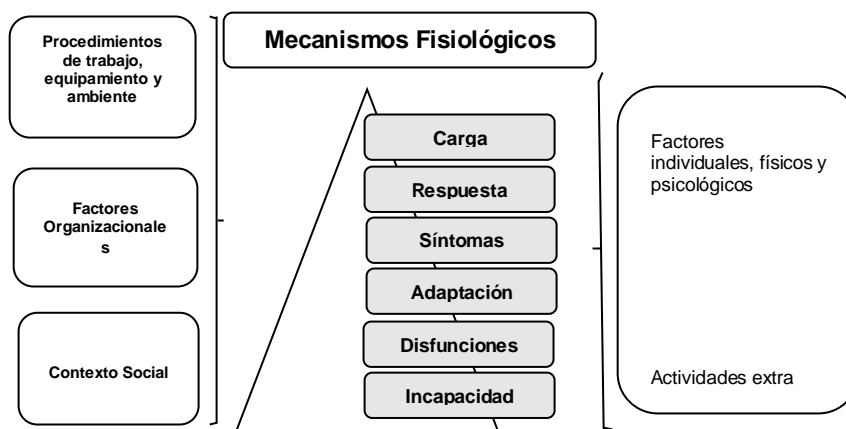 Procedimientos
de trabajo,
equipamiento y
ambiente
Factores
Organizacionale
s
Contexto Social
Mecanismos Fisiológicos
Carga
Respuesta
Síntomas
Adaptación
Disfunciones
Incapacidad
Factores
individuales, físicos y
psicológicos
Actividades extra